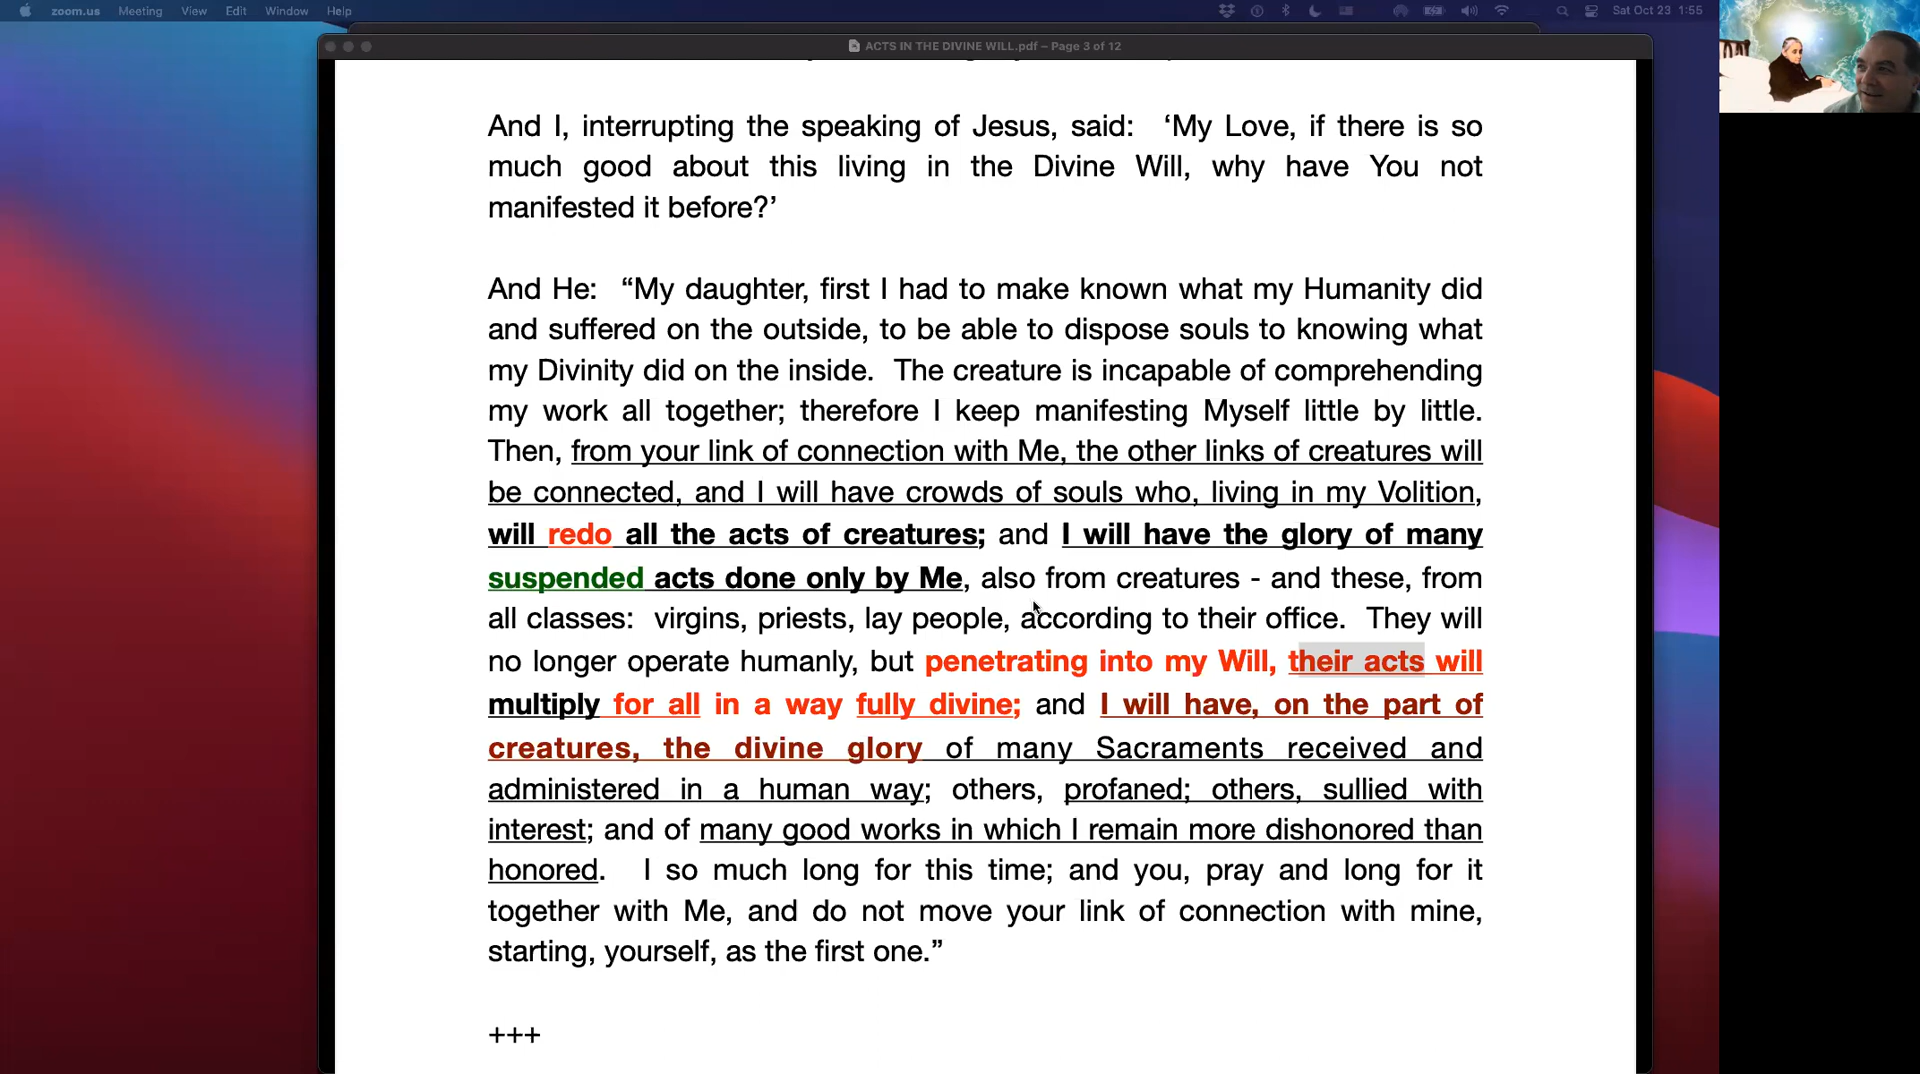 zoom.us Meeting View Edit Window Help Sat Oct 23 1:55
ACTS IN THE DIVINE WILL.pdf – Page 3 of 12
And I, interrupting the speaking of Jesus, said: ‘My Love, if there is so
much good about this living in the Divine Will, why have You not
manifested it before?’
And He: “My daughter, first I had to make known what my Humanity did
and suffered on the outside, to be able to dispose souls to knowing what
my Divinity did on the inside. The creature is incapable of comprehending
my work all together; therefore I keep manifesting Myself little by little.
Then, from your link of connection with Me, the other links of creatures will
be connected, and I will have crowds of souls who, living in my Volition,
will redo all the acts of creatures; and I will have the glory of many
suspended acts done only by Me, also from creatures - and these, from
all classes: virgins, priests, lay people, according to their office. They will
no longer operate humanly, but penetrating into my Will, their acts will
multiply for all in a way fully divine; and I will have, on the part of
creatures, the divine glory of many Sacraments received and
administered in a human way; others, profaned; others, sullied with
interest; and of many good works in which I remain more dishonored than
honored. I so much long for this time; and you, pray and long for it
together with Me, and do not move your link of connection with mine,
starting, yourself, as the first one.”
+++